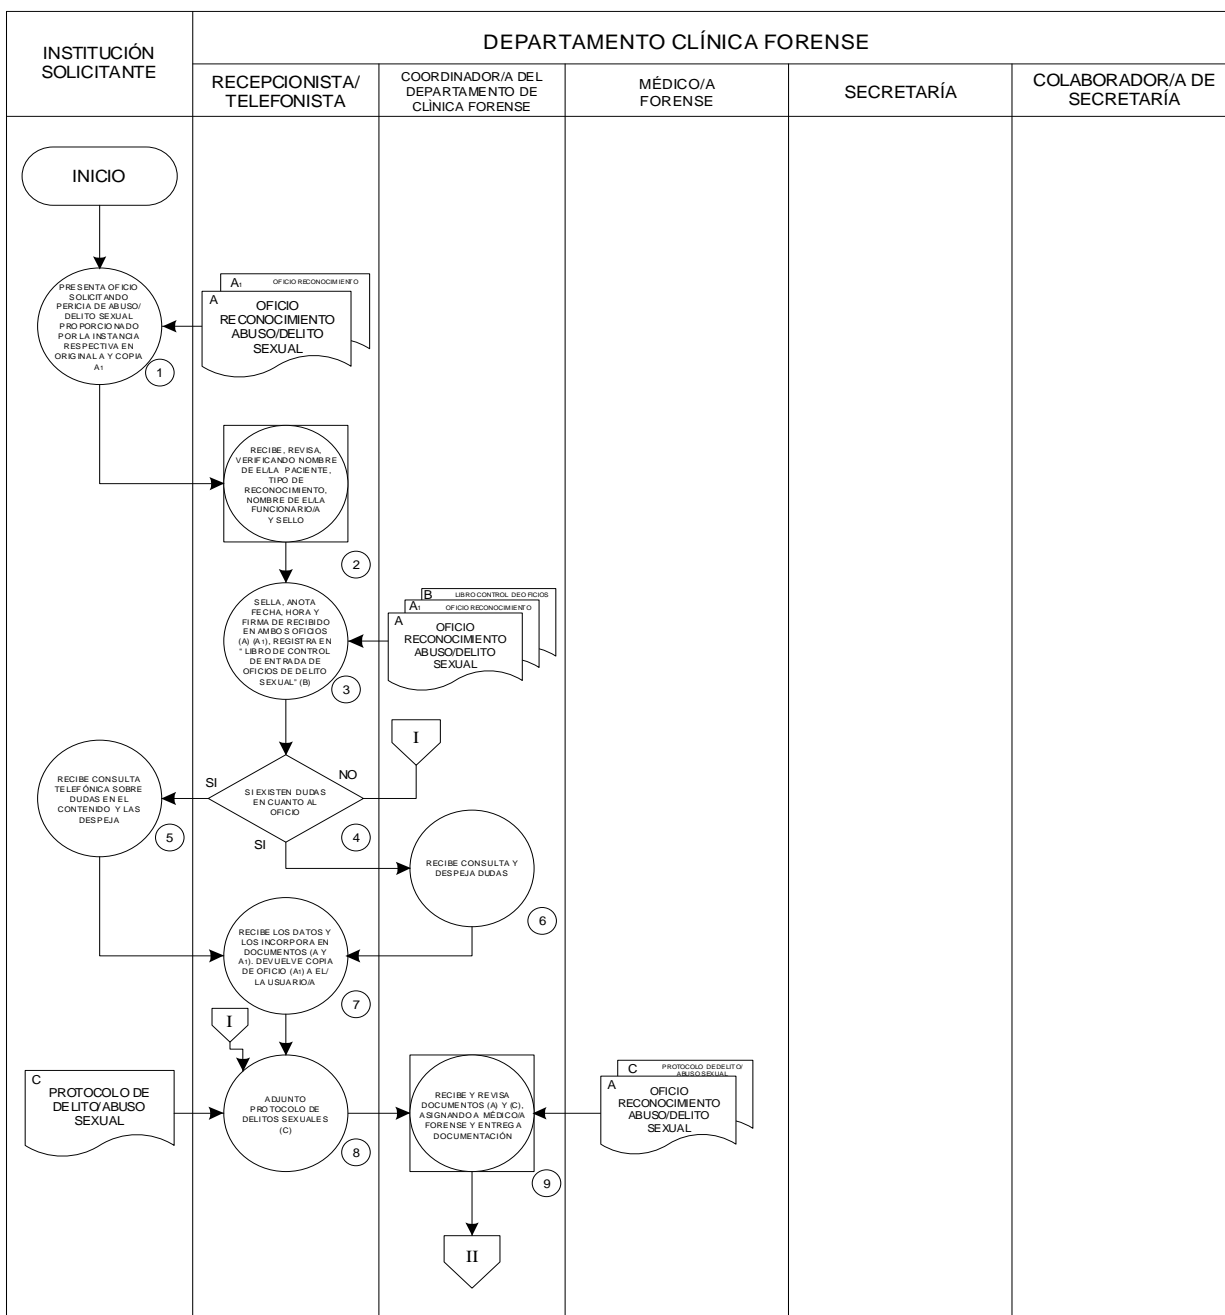 INSTITUCIÓN
SOLICITANTE
DEPARTAMENTO CLÍNICA FORENSE
RECEPCIONISTA/
TELEFONISTA
COORDINADOR/A DEL
DEPARTAMENTO DE
CLÌNICA FORENSE
MÉDICO/A
FORENSE
SECRETARÍA
COLABORADOR/A DE
SECRETARÍA
INICIO
PRESENTA OFICIO
SOLICITANDO
PERICIA DE ABUSO/
DELITO SEXUAL
PROPORCIONADO
POR LA INSTANCIA
RESPECTIVA EN
ORIGINAL A Y COPIA
A1
1
A1 OFICIO RECONOCIMIENTO
A
OFICIO
RECONOCIMIENTO
ABUSO/DELITO
SEXUAL
RECIBE, REVISA,
VERIFICANDO NOMBRE
DE EL/LA PACIENTE,
TIPO DE
RECONOCIMIENTO,
NOMBRE DE EL/LA
FUNCIONARIO/A
Y SELLO
2
SELLA, ANOTA
FECHA, HORA Y
FIRMA DE RECIBIDO
EN AMBOS OFICIOS
(A) (A1), REGISTRA EN
" LIBRO DE CONTROL
DE ENTRADA DE
OFICIOS DE DELITO
SEXUAL" (B)
3
B LIBRO CONTROL DE OFICIOS
A1 OFICIO RECONOCIMIENTO
A
OFICIO
RECONOCIMIENTO
ABUSO/DELITO
SEXUAL
I
SI
NO
SI EXISTEN DUDAS
EN CUANTO AL
OFICIO
SI
4
RECIBE CONSULTA
TELEFÓNICA SOBRE
DUDAS EN EL
CONTENIDO Y LAS
DESPEJA
5
RECIBE CONSULTA Y
DESPEJA DUDAS
6
RECIBE LOS DATOS Y
LOS INCORPORA EN
DOCUMENTOS (A Y
A1). DEVUELVE COPIA
DE OFICIO (A1) A EL/
LA USUARIO/A
7
I
C
PROTOCOLO DE
DELITO/ABUSO
SEXUAL
ADJUNTO
PROTOCOLO DE
DELITOS SEXUALES
(C)
8
RECIBE Y REVISA
DOCUMENTOS (A) Y (C),
ASIGNANDO A MÉDICO/A
FORENSE Y ENTREGA
DOCUMENTACIÓN
9
C PROTOCOLO DE DELITO/
ABUSO SEXUAL
A
OFICIO
RECONOCIMIENTO
ABUSO/DELITO
SEXUAL
II